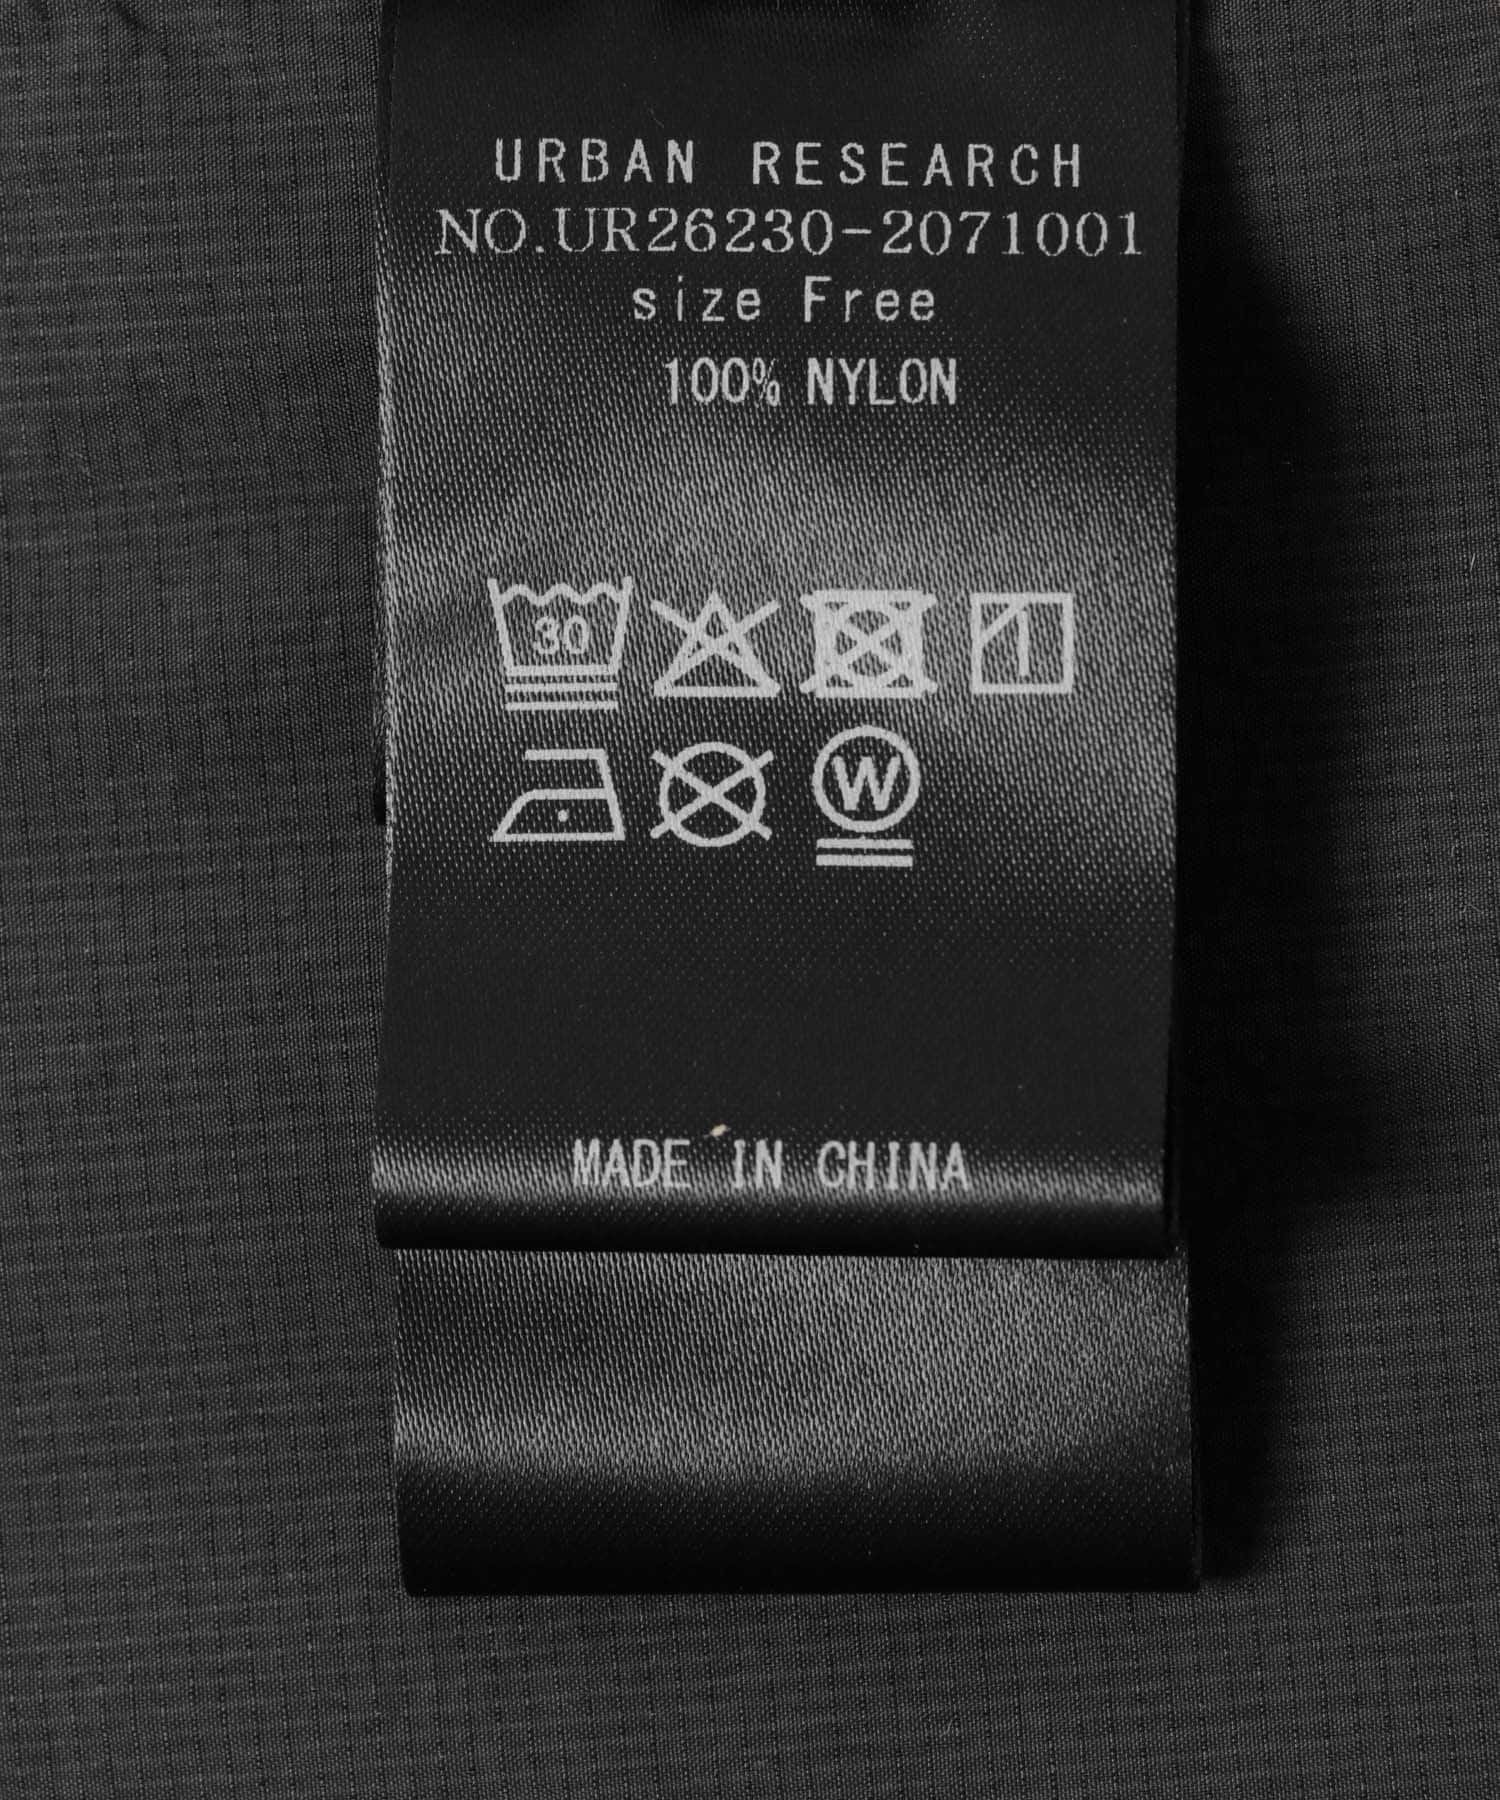 URBAN RESEARCH
NO.UR26230-2071001
size Free
100% NYLON
30
W
MADE IN CHINA